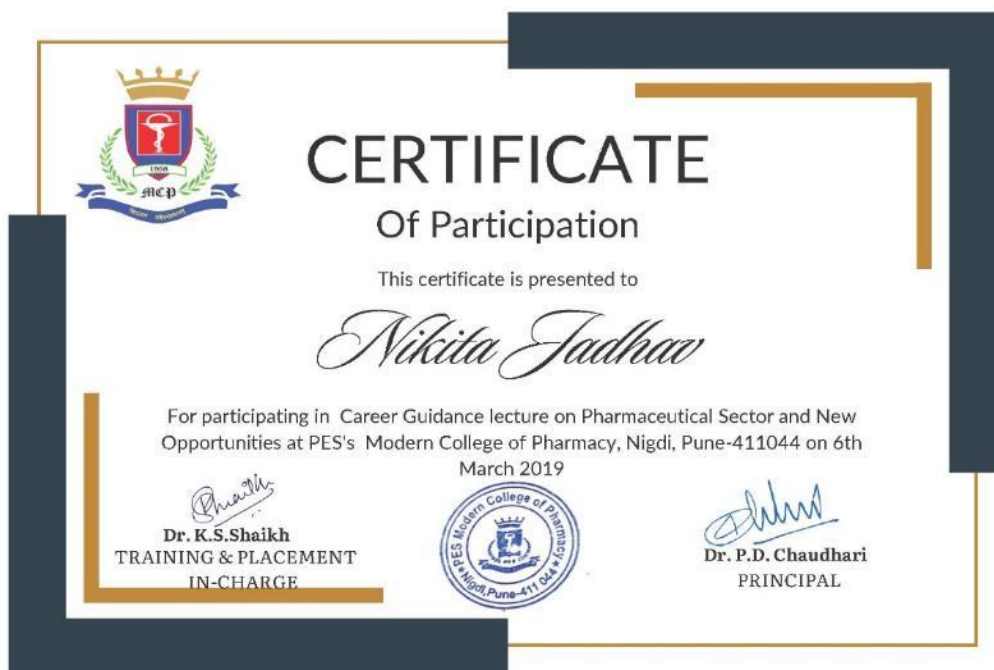 1998
MCP
CERTIFICATE
Of Participation
This certificate is presented to
Nikita Jadhav
For participating in Career Guidance lecture on Pharmaceutical Sector and New
Opportunities at PES's Modern College of Pharmacy, Nigdi, Pune-411044 on 6th
March 2019
Dr. K.S.Shaikh
TRAINING & PLACEMENT
IN-CHARGE
PES Modern College of Pharmacy
Nigdi, Pune-411 044
Dr. P.D. Chaudhari
PRINCIPAL